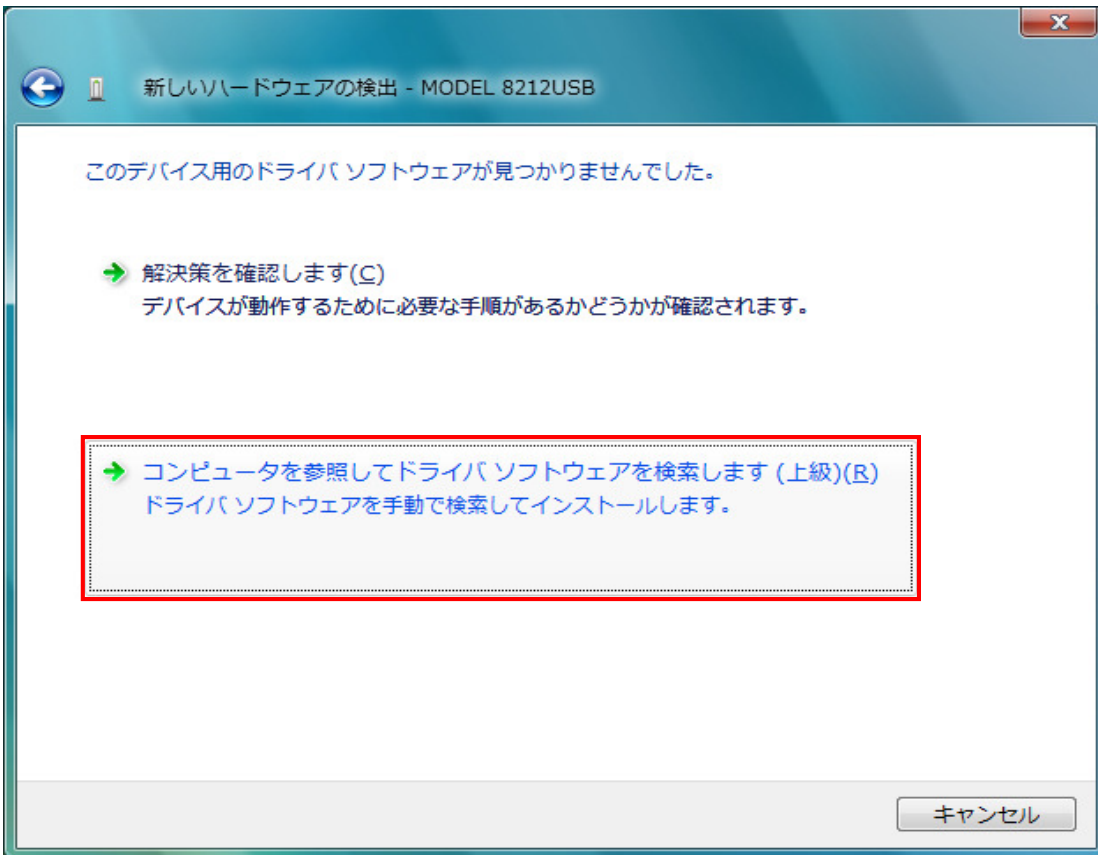 新しいハードウェアの検出 - MODEL 8212USB
このデバイス用のドライバ ソフトウェアが見つかりませんでした。
解決策を確認します(C)
デバイスが動作するために必要な手順があるかどうかが確認されます。
コンピュータを参照してドライバ ソフトウェアを検索します (上級)(R)
ドライバ ソフトウェアを手動で検索してインストールします。
キャンセル